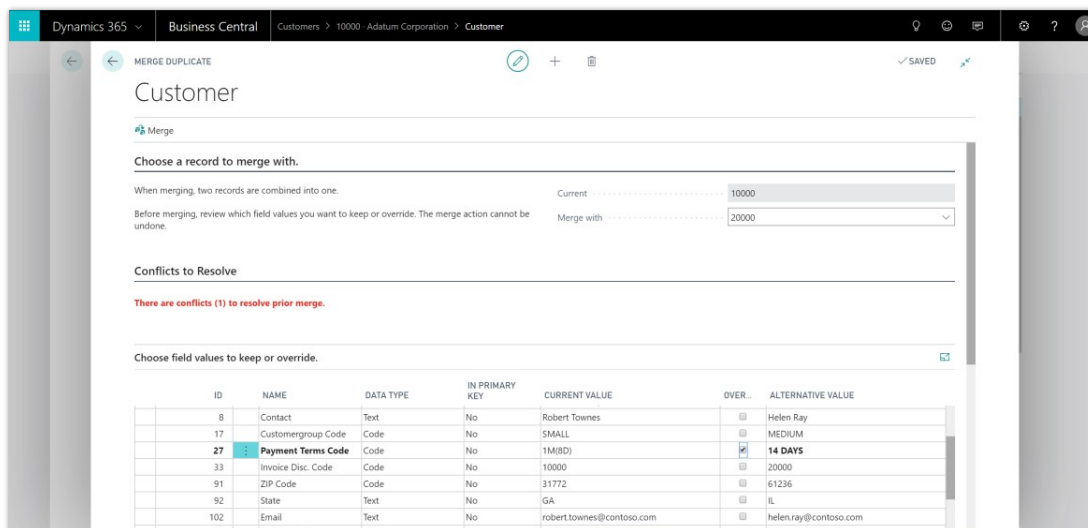 Dynamics 365 Business Central Customers > 10000 · Adatum Corporation > Customer ?
MERGE DUPLICATE ✓ SAVED
Customer
Merge
Choose a record to merge with.
When merging, two records are combined into one. Current 10000
Before merging, review which field values you want to keep or override. The merge action cannot be Merge with 20000
undone.
Conflicts to Resolve
There are conflicts (1) to resolve prior merge.
Choose field values to keep or override.
ID NAME DATA TYPE IN PRIMARY KEY CURRENT VALUE OVER... ALTERNATIVE VALUE
8 Contact Text No Robert Townes Helen Ray
17 Customergroup Code Code No SMALL MEDIUM
27 Payment Terms Code Code No 1M(8D) 14 DAYS
33 Invoice Disc. Code Code No 10000 20000
91 ZIP Code Code No 31772 61236
92 State Text No GA IL
102 Email Text No robert.townes@contoso.com helen.ray@contoso.com